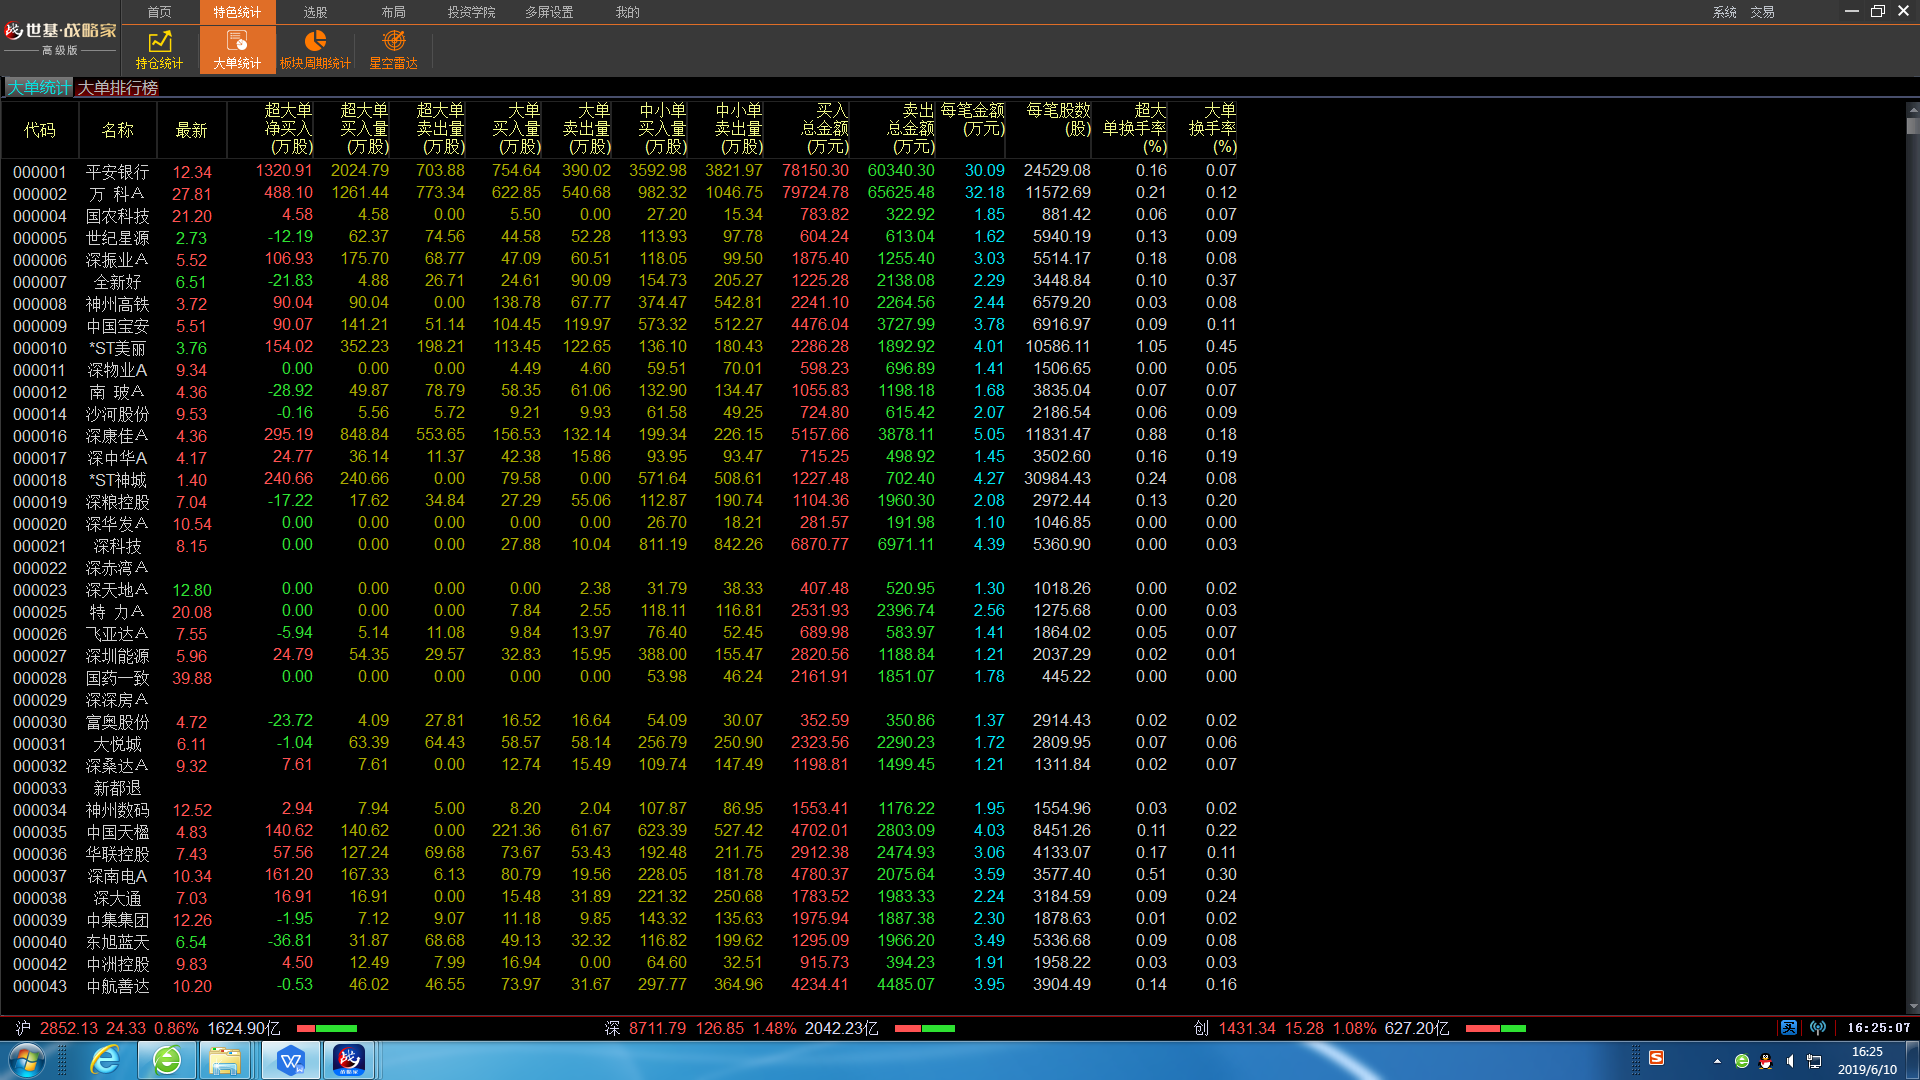 首页 特色统计 选股 布局 投资学院 多屏设置 我的 系统 交易
世基·战略家
高级版
持仓统计 大单统计 板块周期统计 星空雷达
大单统计 大单排行榜
代码 名称 最新 超大单净买入(万股) 超大单买入量(万股) 超大单卖出量(万股) 大单买入量(万股) 大单卖出量(万股) 中小单买入量(万股) 中小单卖出量(万股) 买入总金额(万元) 卖出总金额(万元) 每笔金额(万元) 每笔股数(股) 超大单换手率(%) 大单换手率(%)
000001 平安银行 12.34 1320.91 2024.79 703.88 754.64 390.02 3592.98 3821.97 78150.30 60340.30 30.09 24529.08 0.16 0.07
000002 万 科A 27.81 488.10 1261.44 773.34 622.85 540.68 982.32 1046.75 79724.78 65625.48 32.18 11572.69 0.21 0.12
000004 国农科技 21.20 4.58 4.58 0.00 5.50 0.00 27.20 15.34 783.82 322.92 1.85 881.42 0.06 0.07
000005 世纪星源 2.73 -12.19 62.37 74.56 44.58 52.28 113.93 97.78 604.24 613.04 1.62 5940.19 0.13 0.09
000006 深振业A 5.52 106.93 175.70 68.77 47.09 60.51 118.05 99.50 1875.40 1255.40 3.03 5514.17 0.18 0.08
000007 全新好 6.51 -21.83 4.88 26.71 24.61 90.09 154.73 205.27 1225.28 2138.08 2.29 3448.84 0.10 0.37
000008 神州高铁 3.72 90.04 90.04 0.00 138.78 67.77 374.47 542.81 2241.10 2264.56 2.44 6579.20 0.03 0.08
000009 中国宝安 5.51 90.07 141.21 51.14 104.45 119.97 573.32 512.27 4476.04 3727.99 3.78 6916.97 0.09 0.11
000010 *ST美丽 3.76 154.02 352.23 198.21 113.45 122.65 136.10 180.43 2286.28 1892.92 4.01 10586.11 1.05 0.45
000011 深物业A 9.34 0.00 0.00 0.00 4.49 4.60 59.51 70.01 598.23 696.89 1.41 1506.65 0.00 0.05
000012 南 玻A 4.36 -28.92 49.87 78.79 58.35 61.06 132.90 134.47 1055.83 1198.18 1.68 3835.04 0.07 0.07
000014 沙河股份 9.53 -0.16 5.56 5.72 9.21 9.93 61.58 49.25 724.80 615.42 2.07 2186.54 0.06 0.09
000016 深康佳A 4.36 295.19 848.84 553.65 156.53 132.14 199.34 226.15 5157.66 3878.11 5.05 11831.47 0.88 0.18
000017 深中华A 4.17 24.77 36.14 11.37 42.38 15.86 93.95 93.47 715.25 498.92 1.45 3502.60 0.16 0.19
000018 *ST神城 1.40 240.66 240.66 0.00 79.58 0.00 571.64 508.61 1227.48 702.40 4.27 30984.43 0.24 0.08
000019 深粮控股 7.04 -17.22 17.62 34.84 27.29 55.06 112.87 190.74 1104.36 1960.30 2.08 2972.44 0.13 0.20
000020 深华发A 10.54 0.00 0.00 0.00 0.00 0.00 26.70 18.21 281.57 191.98 1.10 1046.85 0.00 0.00
000021 深科技 8.15 0.00 0.00 0.00 27.88 10.04 811.19 842.26 6870.77 6971.11 4.39 5360.90 0.00 0.03
000022 深赤湾A
000023 深天地A 12.80 0.00 0.00 0.00 0.00 2.38 31.79 38.33 407.48 520.95 1.30 1018.26 0.00 0.02
000025 特 力A 20.08 0.00 0.00 0.00 7.84 2.55 118.11 116.81 2531.93 2396.74 2.56 1275.68 0.00 0.03
000026 飞亚达A 7.55 -5.94 5.14 11.08 9.84 13.97 76.40 52.45 689.98 583.97 1.41 1864.02 0.05 0.07
000027 深圳能源 5.96 24.79 54.35 29.57 32.83 15.95 388.00 155.47 2820.56 1188.84 1.21 2037.29 0.02 0.01
000028 国药一致 39.88 0.00 0.00 0.00 0.00 0.00 53.98 46.24 2161.91 1851.07 1.78 445.22 0.00 0.00
000029 深深房A
000030 富奥股份 4.72 -23.72 4.09 27.81 16.52 16.64 54.09 30.07 352.59 350.86 1.37 2914.43 0.02 0.02
000031 大悦城 6.11 -1.04 63.39 64.43 58.57 58.14 256.79 250.90 2323.56 2290.23 1.72 2809.95 0.07 0.06
000032 深桑达A 9.32 7.61 7.61 0.00 12.74 15.49 109.74 147.49 1198.81 1499.45 1.21 1311.84 0.02 0.07
000033 新都退
000034 神州数码 12.52 2.94 7.94 5.00 8.20 2.04 107.87 86.95 1553.41 1176.22 1.95 1554.96 0.03 0.02
000035 中国天楹 4.83 140.62 140.62 0.00 221.36 61.67 623.39 527.42 4702.01 2803.09 4.03 8451.26 0.11 0.22
000036 华联控股 7.43 57.56 127.24 69.68 73.67 53.43 192.48 211.75 2912.38 2474.93 3.06 4133.07 0.17 0.11
000037 深南电A 10.34 161.20 167.33 6.13 80.79 19.56 228.05 181.78 4780.37 2075.64 3.59 3577.40 0.51 0.30
000038 深大通 7.03 16.91 16.91 0.00 15.48 31.89 221.32 250.68 1783.52 1983.33 2.24 3184.59 0.09 0.24
000039 中集集团 12.26 -1.95 7.12 9.07 11.18 9.85 143.32 135.63 1975.94 1887.38 2.30 1878.63 0.01 0.02
000040 东旭蓝天 6.54 -36.81 31.87 68.68 49.13 32.32 116.82 199.62 1295.09 1966.20 3.49 5336.68 0.09 0.08
000042 中洲控股 9.83 4.50 12.49 7.99 16.94 0.00 64.60 32.51 915.73 394.23 1.91 1958.22 0.03 0.03
000043 中航善达 10.20 -0.53 46.02 46.55 73.97 31.67 297.77 364.96 4234.41 4485.07 3.95 3904.49 0.14 0.16
沪 2852.13 24.33 0.86% 1624.90亿 深 8711.79 126.85 1.48% 2042.23亿 创 1431.34 15.28 1.08% 627.20亿 买 16:25:07
16:25
2019/6/10